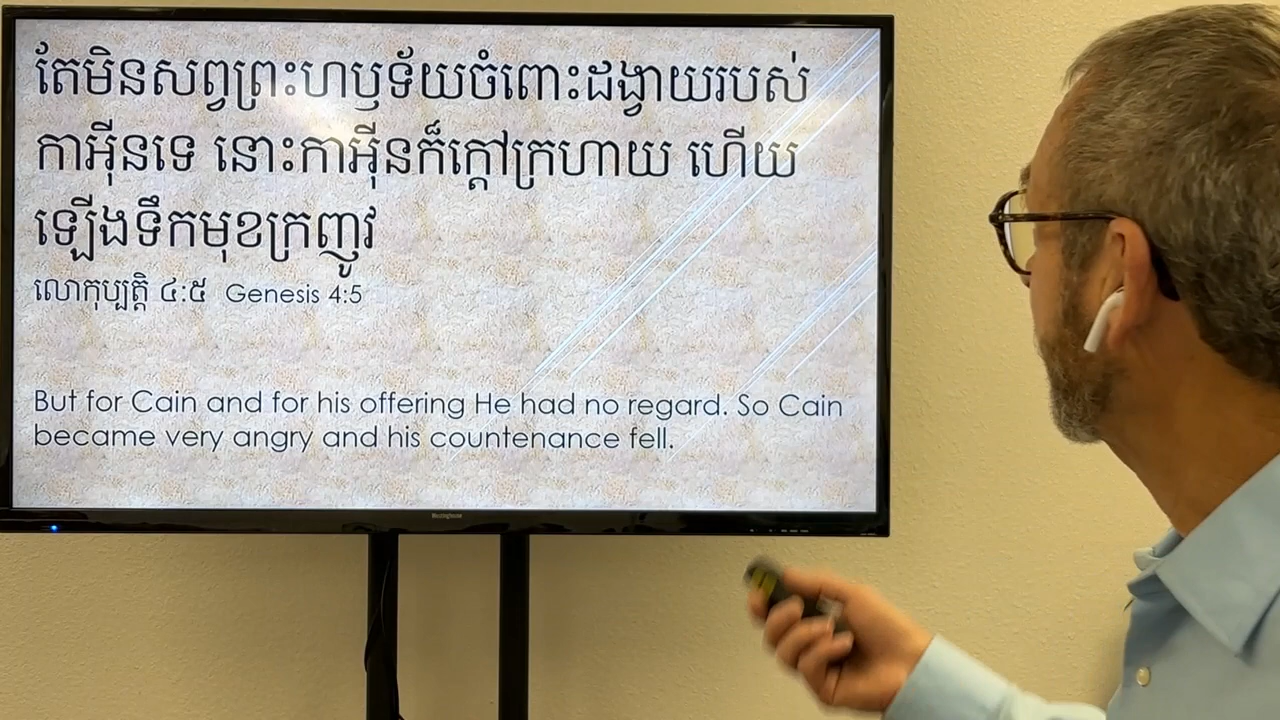 តែមិនសព្វព្រះហឫទ័យចំពោះដង្វាយរបស់
កាអ៊ីនទេ នោះកាអ៊ីនក៏ក្តៅក្រហាយ ហើយ
ឡើងទឹកមុខក្រញូវ
លោកុប្បត្តិ ៤:៥ Genesis 4:5
But for Cain and for his offering He had no regard. So Cain
became very angry and his countenance fell.
Westinghouse